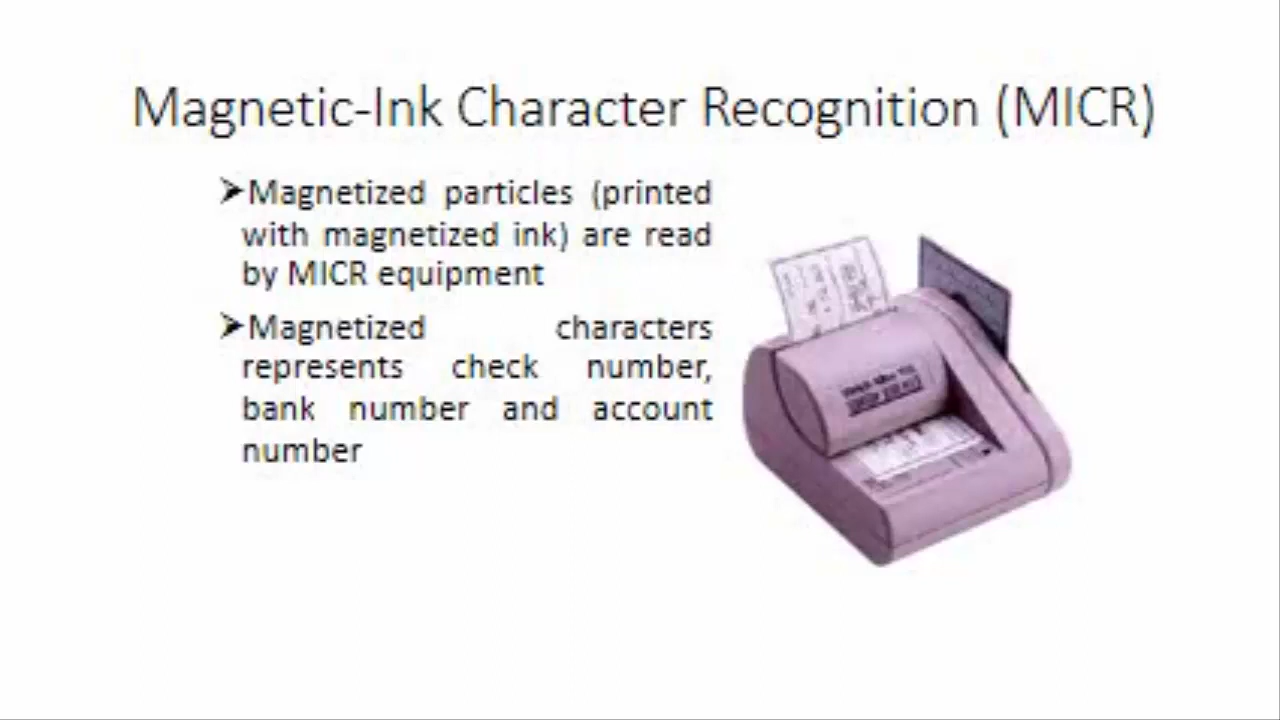 Magnetic-Ink Character Recognition (MICR)
➢Magnetized particles (printed
with magnetized ink) are read
by MICR equipment
➢Magnetized characters
represents check number,
bank number and account
number